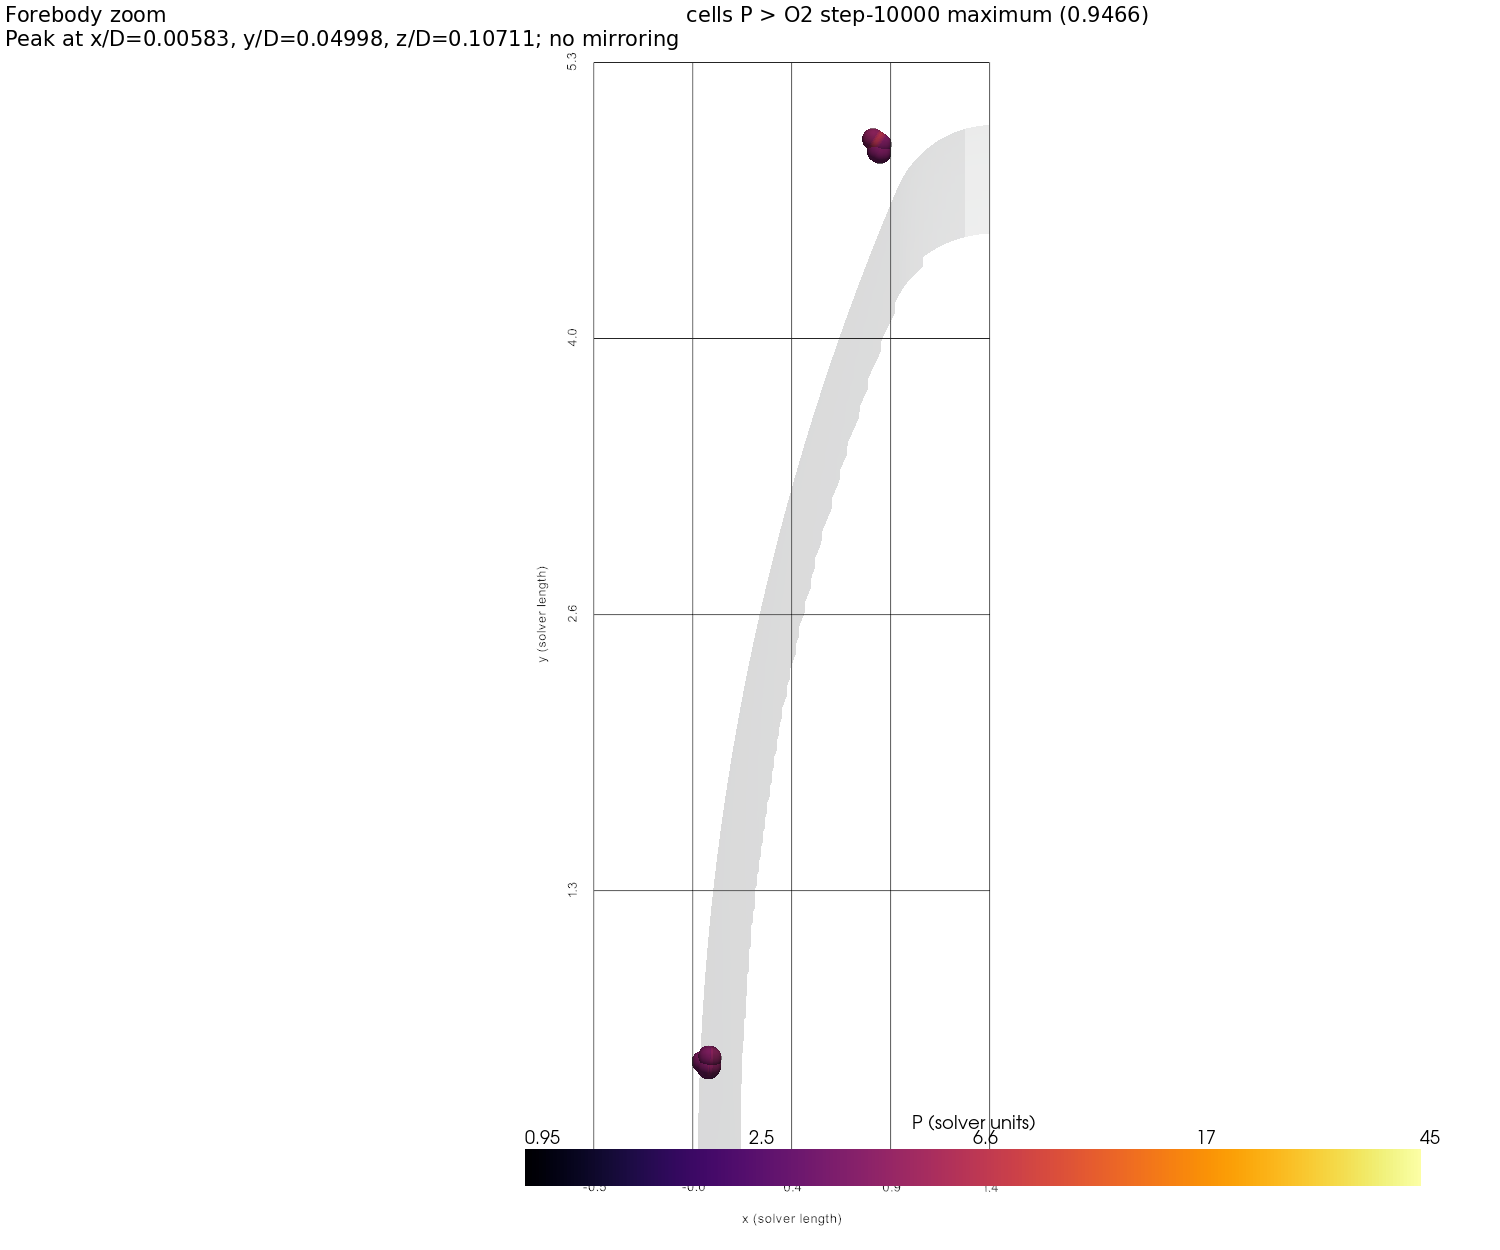 Forebody zoom
cells P > O2 step-10000 maximum (0.9466)
Peak at x/D=0.00583, y/D=0.04998, z/D=0.10711; no mirroring
5.3
4.0
2.6
1.3
y (solver length)
P (solver units)
0.95 2.5 6.6 17 45
-0.5 -0.0 0.4 0.9 1.4
x (solver length)